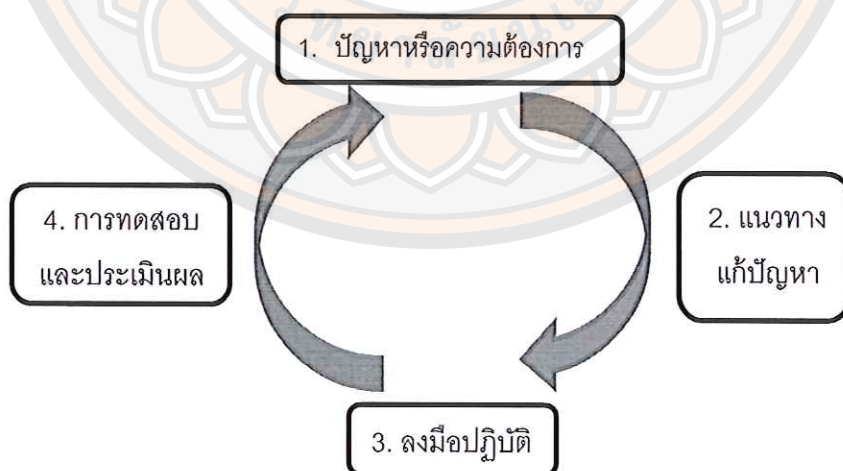 1. ปัญหาหรือความต้องการ
2. แนวทาง
แก้ปัญหา
3. ลงมือปฏิบัติ
4. การทดสอบ
และประเมินผล